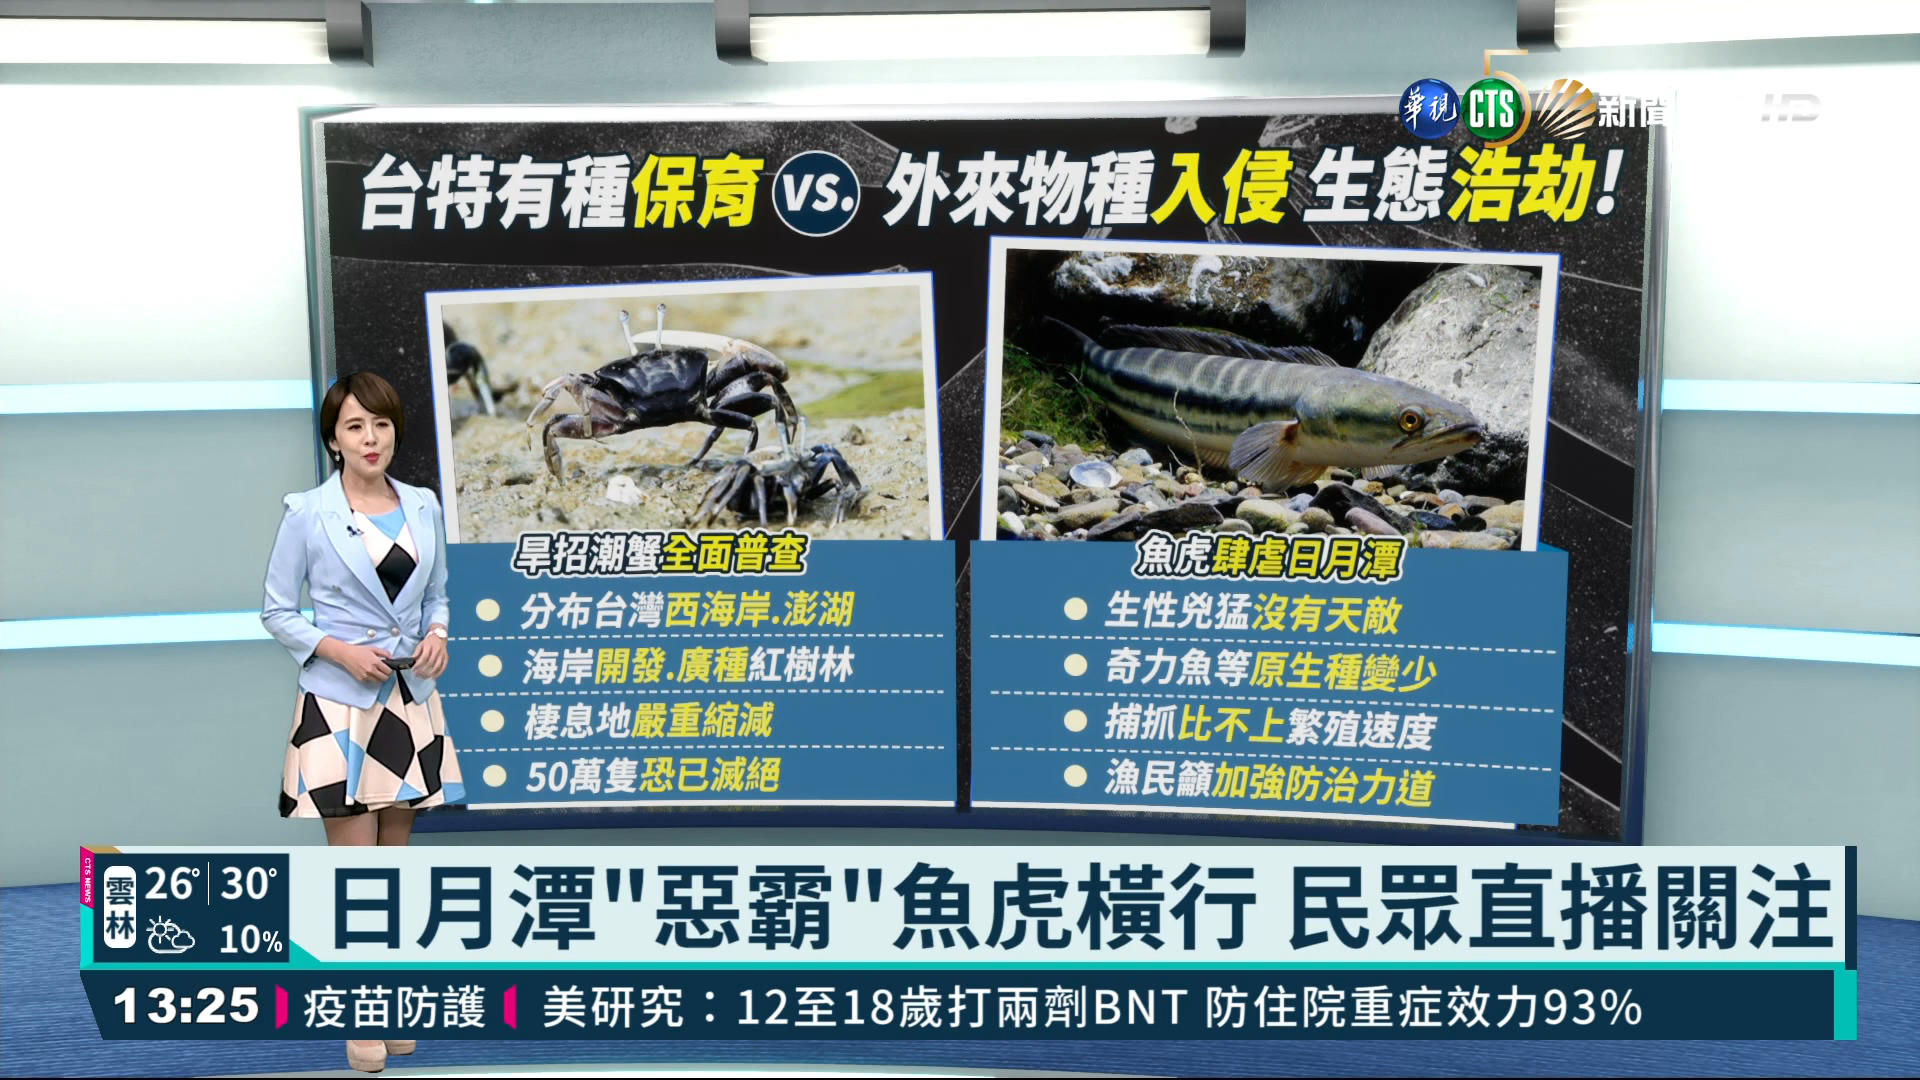 華視 CTS 新聞 HD
台特有種保育 VS. 外來物種入侵 生態浩劫!
旱招潮蟹全面普查
分布台灣西海岸.澎湖
海岸開發.廣種紅樹林
棲息地嚴重縮減
50萬隻恐已滅絕
魚虎肆虐日月潭
生性兇猛沒有天敵
奇力魚等原生種變少
捕抓比不上繁殖速度
漁民籲加強防治力道
CTS NEWS
雲林
26° 30°
10%
日月潭"惡霸"魚虎橫行 民眾直播關注
13:25 疫苗防護 美研究：12至18歲打兩劑BNT 防住院重症效力93%